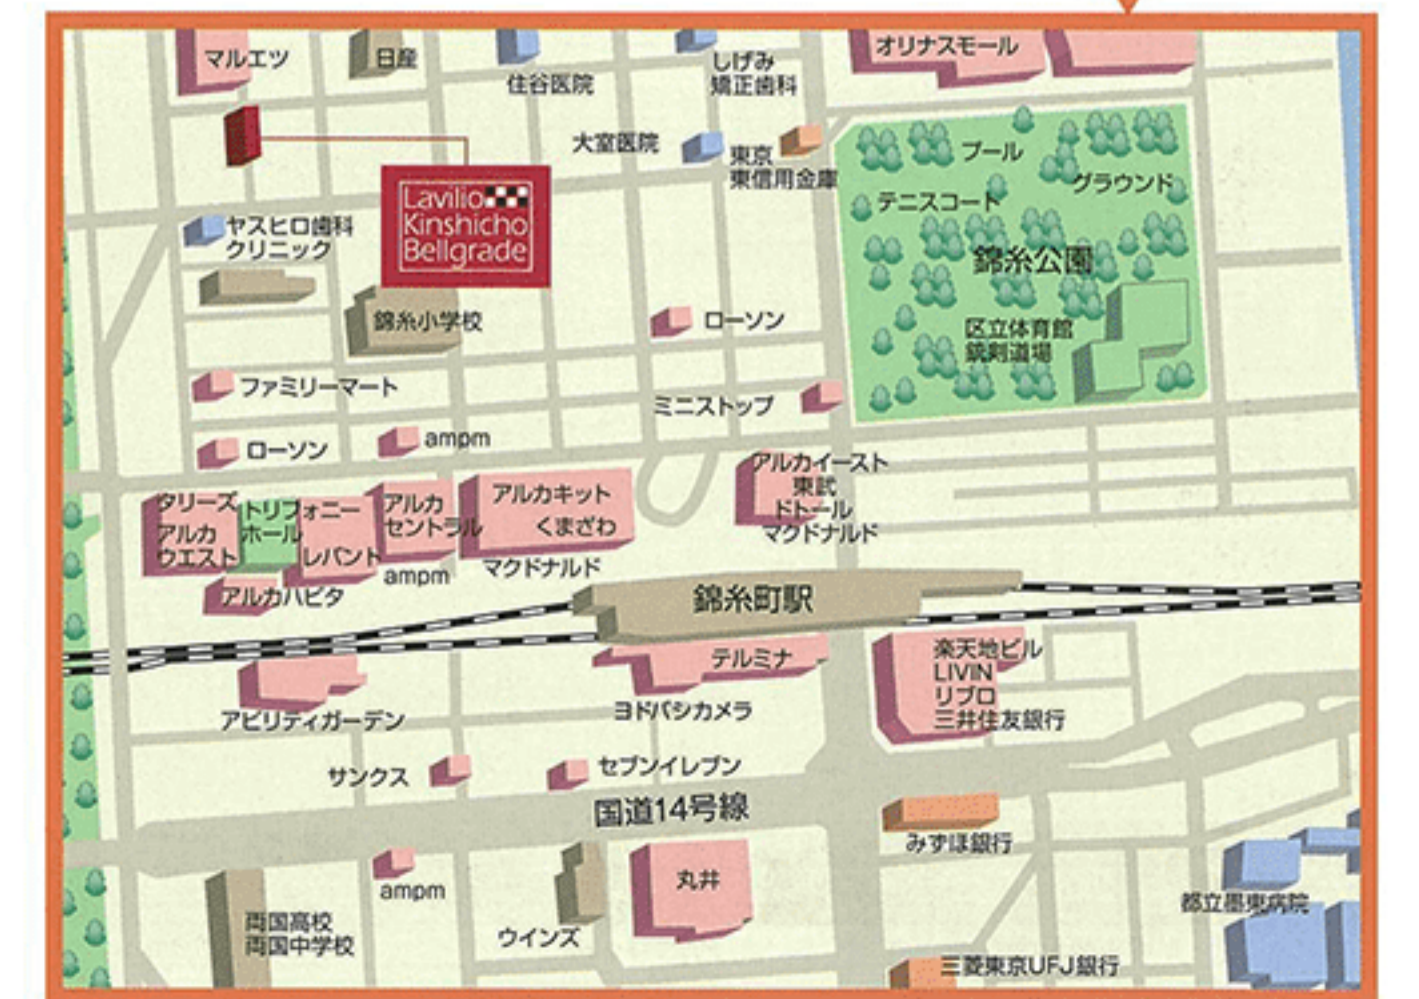 マルエツ
日産
住谷医院
しげみ
矯正歯科
オリナスモール
大室医院
東京
東信用金庫
プール
グラウンド
テニスコート
錦糸公園
区立体育館
銃剣道場
Lavilio
Kinshicho
Bellgrade
ヤスヒロ歯科
クリニック
錦糸小学校
ローソン
ファミリーマート
ミニストップ
ローソン
ampm
タリーズ
アルカ
ウエスト
トリフォニー
ホール
レバント
アルカ
セントラル
ampm
アルカキット
くまざわ
マクドナルド
アルカイースト
東武
ドトール
マクドナルド
アルカハビタ
錦糸町駅
テルミナ
ヨドバシカメラ
楽天地ビル
LIVIN
リブロ
三井住友銀行
アビリティガーデン
サンクス
セブンイレブン
国道14号線
みずほ銀行
ampm
丸井
両国高校
両国中学校
ウインズ
都立墨東病院
三菱東京UFJ銀行